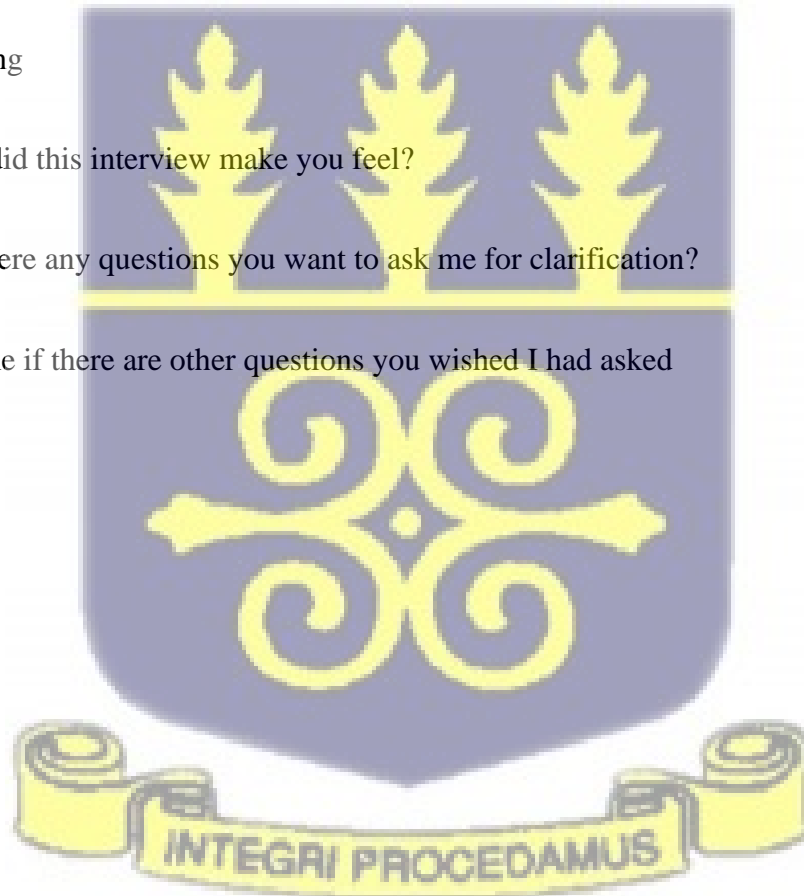 ng
did this interview make you feel?
ere any questions you want to ask me for clarification?
e if there are other questions you wished I had asked
INTEGRI PROCEDAMUS